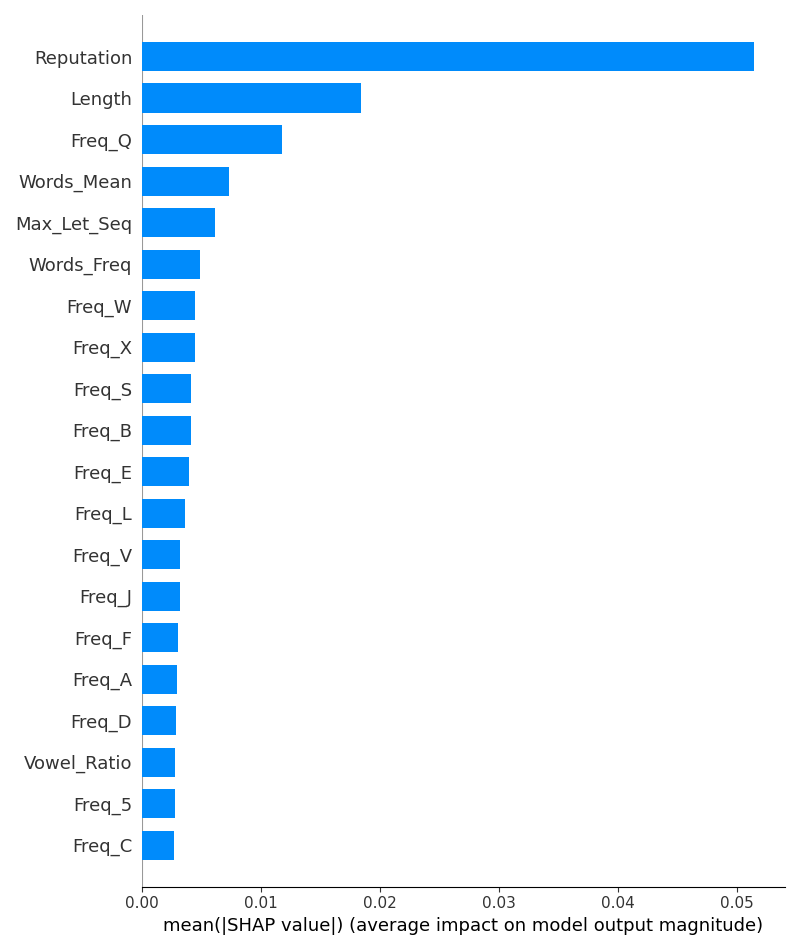 Reputation
Length
Freq_Q
Words_Mean
Max_Let_Seq
Words_Freq
Freq_W
Freq_X
Freq_S
Freq_B
Freq_E
Freq_L
Freq_V
Freq_J
Freq_F
Freq_A
Freq_D
Vowel_Ratio
Freq_5
Freq_C
0.00 0.01 0.02 0.03 0.04 0.05
mean(|SHAP value|) (average impact on model output magnitude)